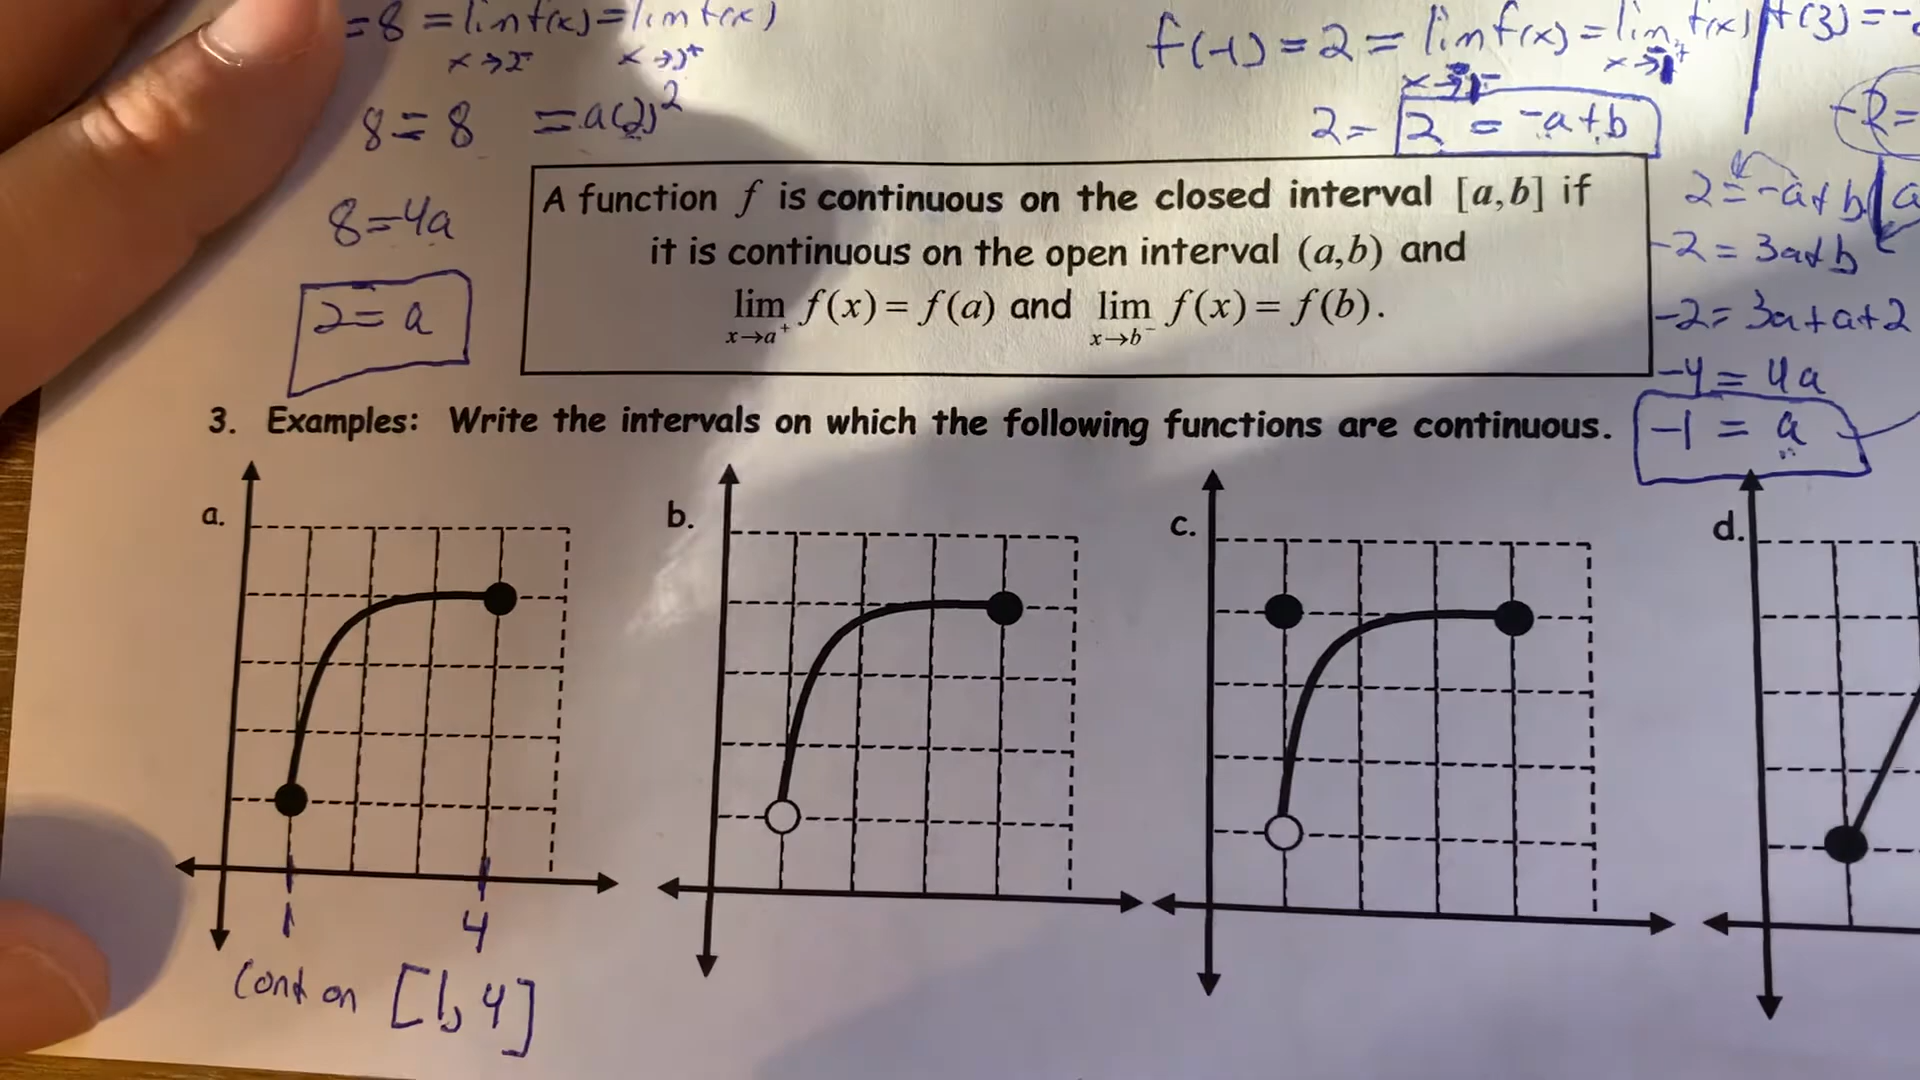 =8 = lim f(x) = lim f(x)
x→2⁻ x→2⁺
8=8 =a(2)²
8=4a
2=a
f(-1) = 2 = lim f(x) = lim f(x)
2= 2 = -a+b
2=-a+b
-2 = 3a+b
-2= 3a+a+2
-4 = 4a
-1 = a
A function f is continuous on the closed interval [a,b] if
it is continuous on the open interval (a,b) and
lim f(x) = f(a) and lim f(x) = f(b).
x→a⁺ x→b⁻
3. Examples: Write the intervals on which the following functions are continuous.
a. b. c. d.
1 4
Cont on [1,4]